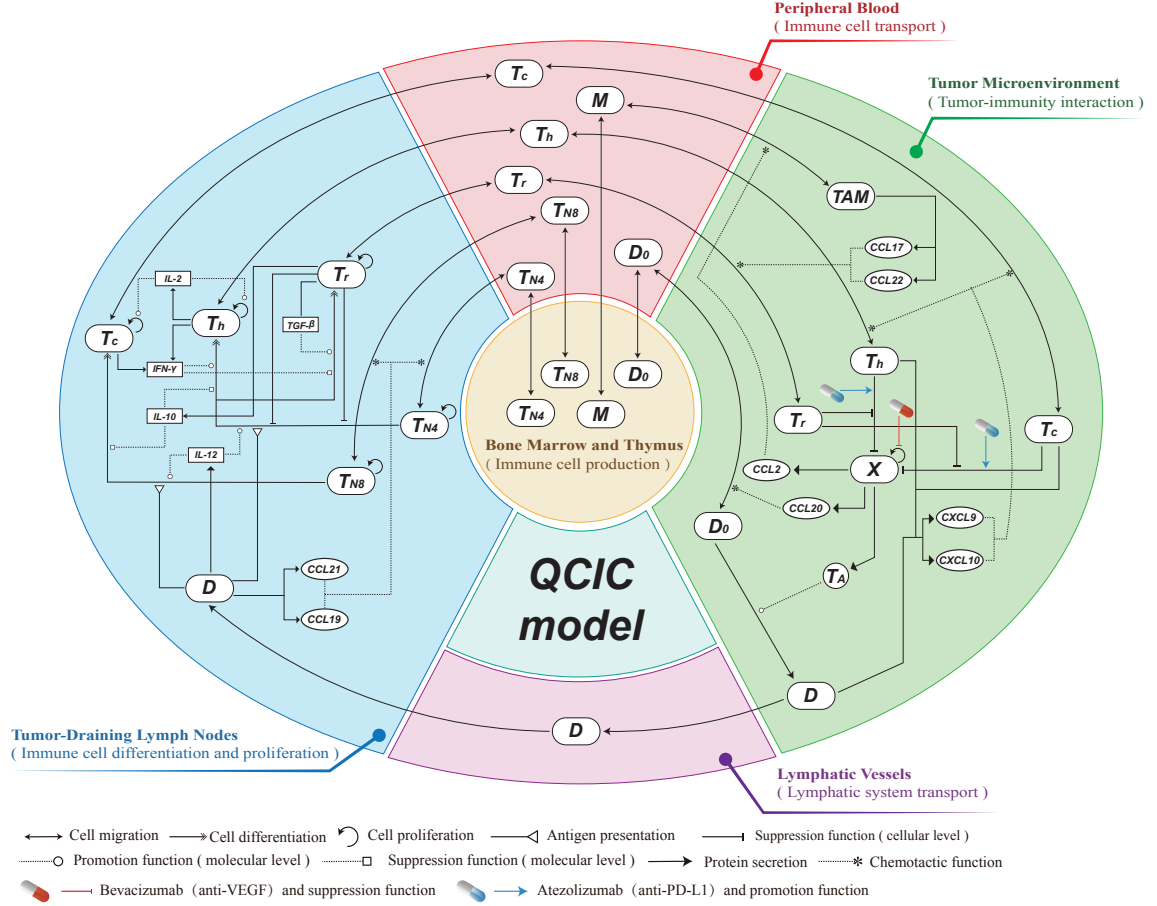 Peripheral Blood
( Immune cell transport )
Tumor Microenvironment
( Tumor-immunity interaction )
Tc
M
Th
Tr
TN8
D0
TN4
TAM
CCL17
CCL22
IL-2
Tr
Th
TGF-β
Tc
IFN-γ
IL-10
TN4
IL-12
TN8
D
CCL21
CCL19
TN8
D0
TN4
M
Bone Marrow and Thymus
( Immune cell production )
Th
Tr
Tc
X
CCL2
CCL20
D0
CXCL9
CXCL10
TA
D
QCIC
model
D
Tumor-Draining Lymph Nodes
( Immune cell differentiation and proliferation )
Lymphatic Vessels
( Lymphatic system transport )
Cell migration Cell differentiation Cell proliferation Antigen presentation Suppression function ( cellular level )
Promotion function ( molecular level ) Suppression function ( molecular level ) Protein secretion Chemotactic function
Bevacizumab (anti-VEGF) and suppression function Atezolizumab (anti-PD-L1) and promotion function